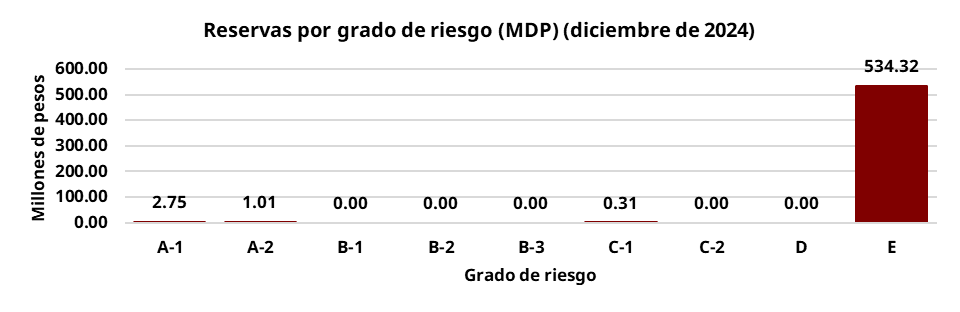 Reservas por grado de riesgo (MDP) (diciembre de 2024)
Millones de pesos
600.00
500.00
400.00
300.00
200.00
100.00
0.00
2.75
1.01
0.00
0.00
0.00
0.31
0.00
0.00
534.32
A-1
A-2
B-1
B-2
B-3
C-1
C-2
D
E
Grado de riesgo